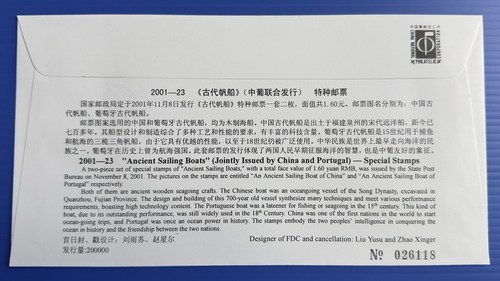 中国集邮总公司
CHINA NATIONAL
PHILATELIC
2001—23 《古代帆船》（中葡联合发行） 特种邮票
国家邮政局定于2001年11月8日发行《古代帆船》特种邮票一套二枚，面值共1.60元，邮票图名分别为：中国古
代帆船、葡萄牙古代帆船。
邮票图案选用的中国和葡萄牙古代帆船，均为木制海船。中国古代帆船是出土于福建泉州的宋代远洋海船，距今已
七百多年。其船型设计和制造综合了多种工艺和性能的要求，有丰富的科技含量。葡萄牙古代帆船是15世纪用于捕鱼
和航海的三桅三角帆船，由于它具有优越的性能，以至于18世纪初被广泛使用。中华民族是世界上最早走向海洋的民
族之一，葡萄牙在历史上曾为航海强国，此套邮票的发行展现了两国人民早期征服海洋的智慧，也是中葡友好的象征。
2001—23 "Ancient Sailing Boats" (Jointly Issued by China and Portugal) — Special Stamps
A two-piece set of special stamps of "Ancient Sailing Boats," with a total face value of 1.60 yuan RMB, was issued by the State Post
Bureau on November 8, 2001. The pictures on the stamps are entitled "An Ancient Sailing Boat of China" and "An Ancient Sailing Boat of
Portugal" respectively.
Both of them are ancient wooden seagoing crafts. The Chinese boat was an oceangoing vessel of the Song Dynasty, excavated in
Quanzhou, Fujian Province. The design and building of this 700-year old vessel synthesize many techniques and meet various performance
requirements, boasting high technology content. The Portuguese boat was a lateener for fishing or seagoing in the 15th century. This kind of
boat, due to its outstanding performance, was still widely used in the 18th Century. China was one of the first nations in the world to start
ocean-going trips, and Portugal was once an ocean power in history. The stamps embody the two peoples' intelligence in conquering the
ocean in history and the friendship between the two nations.
首日封、戳设计：刘雨苏、赵星尔
Designer of FDC and cancellation: Liu Yusu and Zhao Xinger
发行量:200000
№ 026118